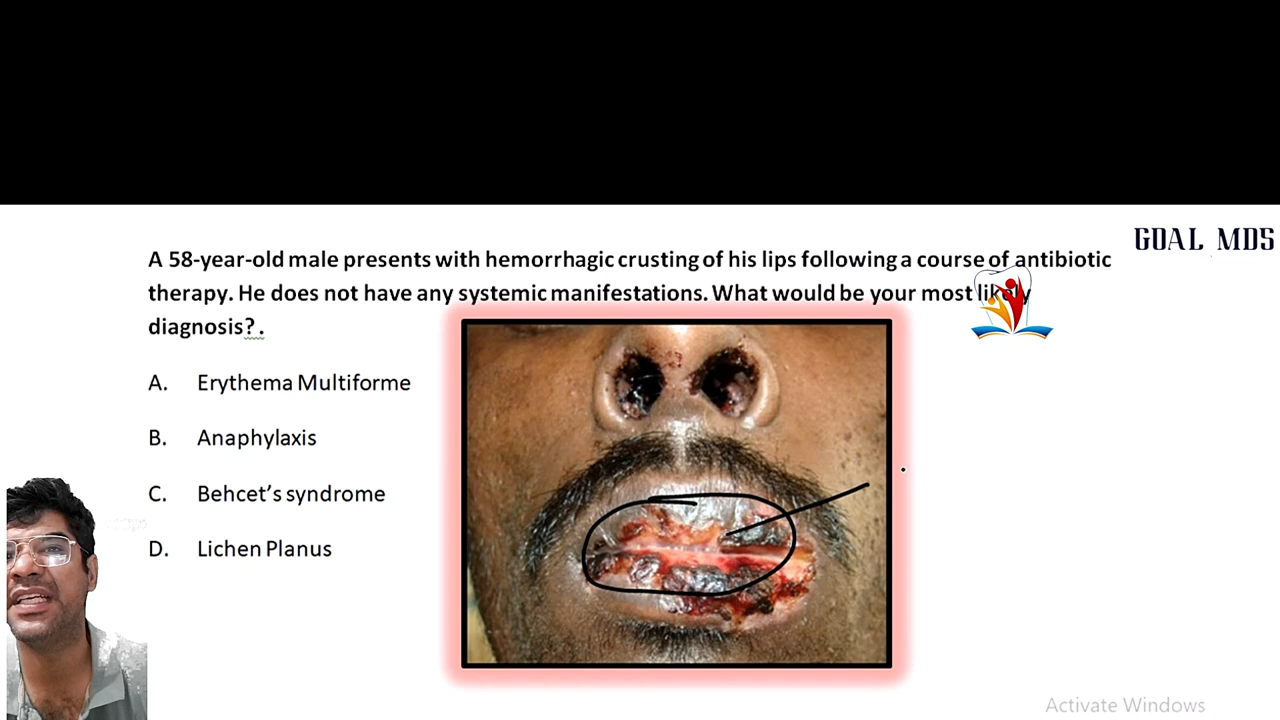 GOAL MDS
A 58-year-old male presents with hemorrhagic crusting of his lips following a course of antibiotic
therapy. He does not have any systemic manifestations. What would be your most likely
diagnosis? .
A. Erythema Multiforme
B. Anaphylaxis
C. Behcet's syndrome
D. Lichen Planus
Activate Windows